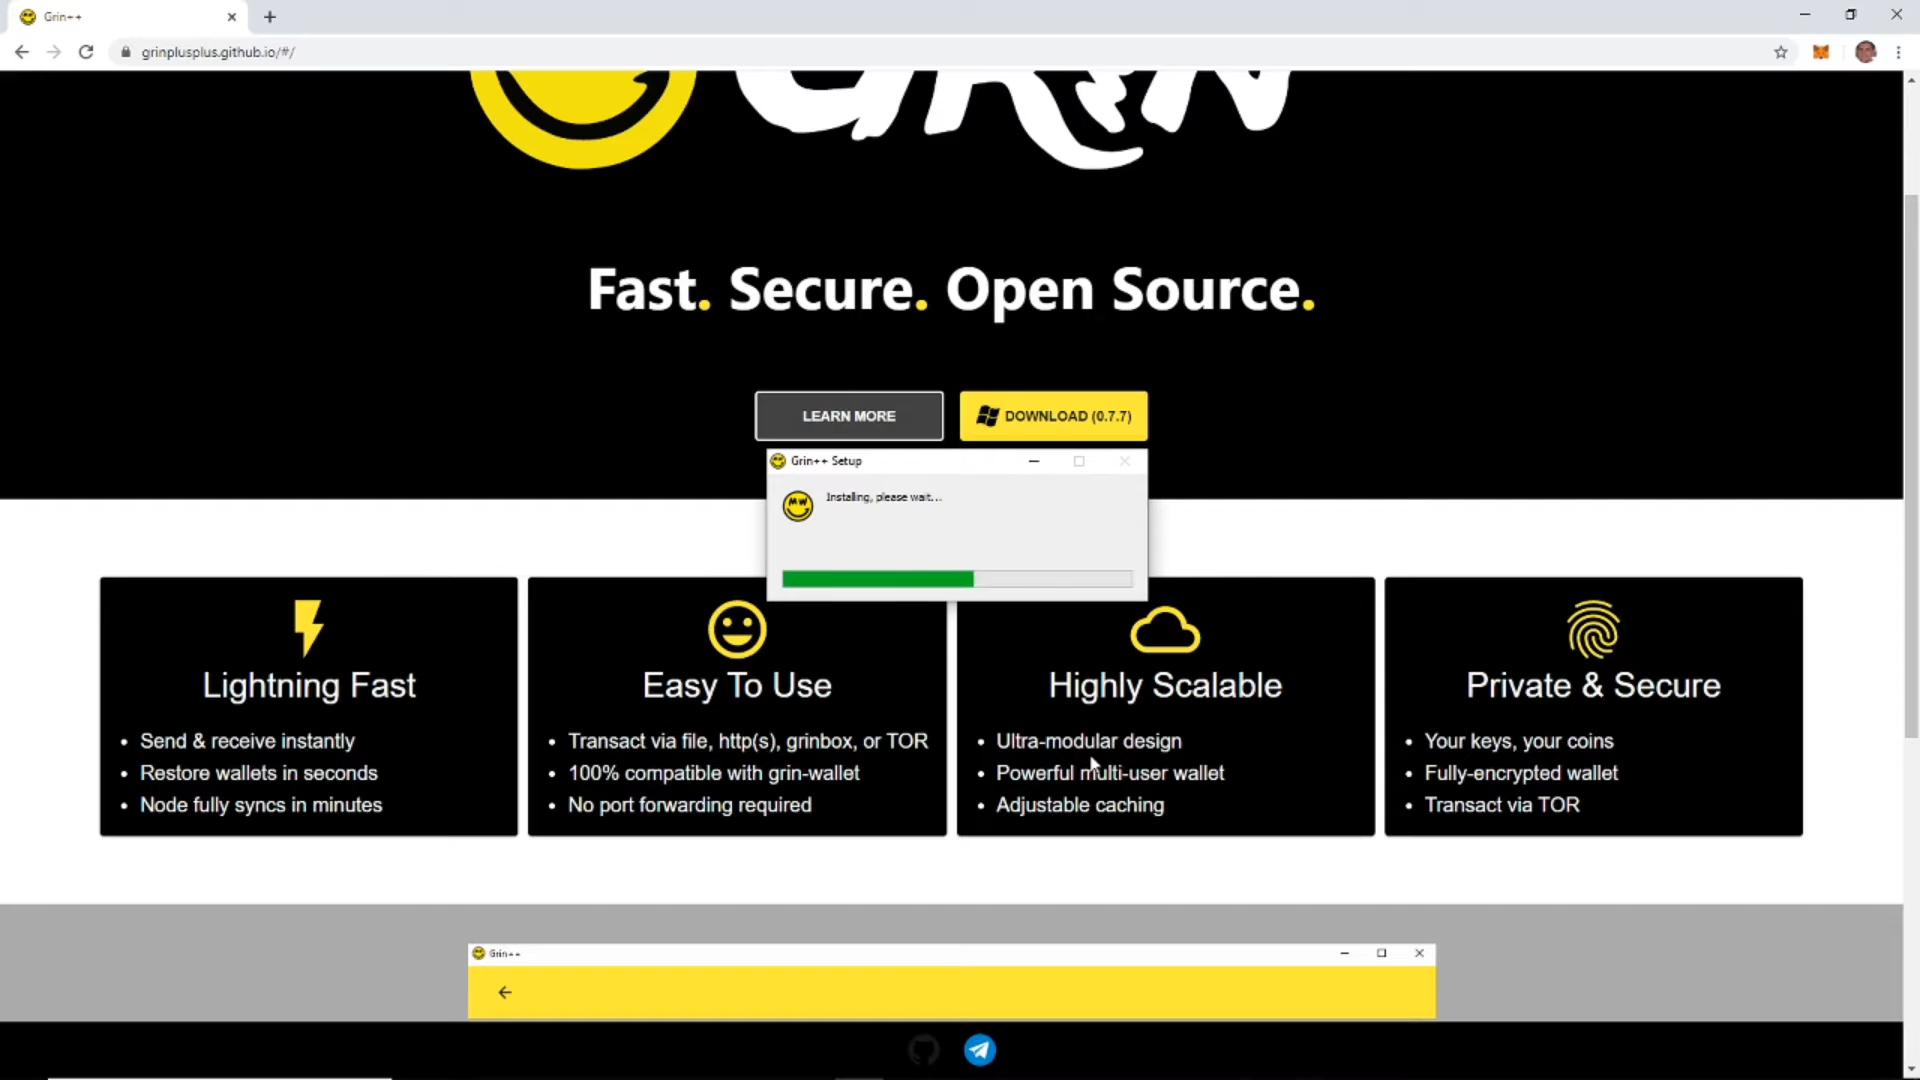 Grin++
grinplusplus.github.io/#/
GRIN
Fast. Secure. Open Source.
LEARN MORE
DOWNLOAD (0.7.7)
Grin++ Setup
MW
Installing, please wait...
Lightning Fast
• Send & receive instantly
• Restore wallets in seconds
• Node fully syncs in minutes
Easy To Use
• Transact via file, http(s), grinbox, or TOR
• 100% compatible with grin-wallet
• No port forwarding required
Highly Scalable
• Ultra-modular design
• Powerful multi-user wallet
• Adjustable caching
Private & Secure
• Your keys, your coins
• Fully-encrypted wallet
• Transact via TOR
Grin++